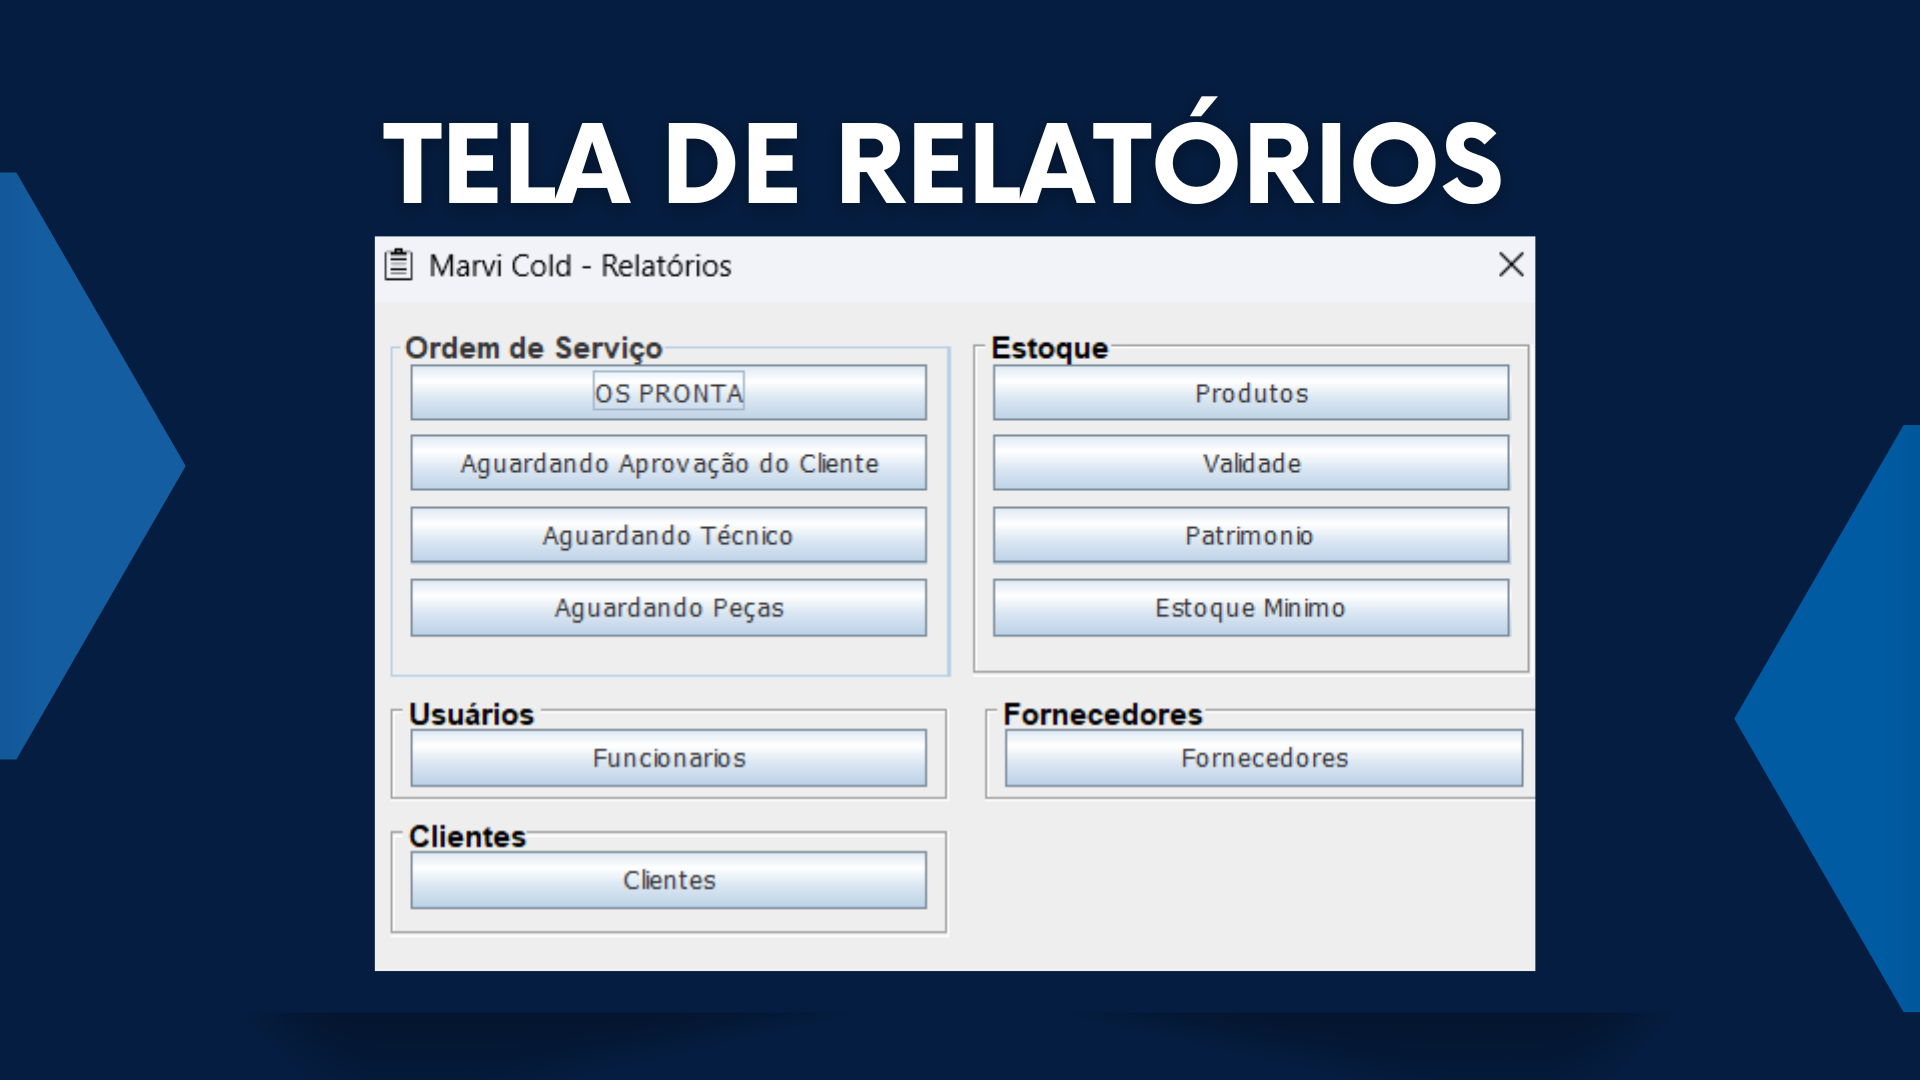 TELA DE RELATÓRIOS
Marvi Cold - Relatórios
Ordem de Serviço
OS PRONTA
Aguardando Aprovação do Cliente
Aguardando Técnico
Aguardando Peças
Estoque
Produtos
Validade
Patrimonio
Estoque Minimo
Usuários
Funcionarios
Fornecedores
Fornecedores
Clientes
Clientes